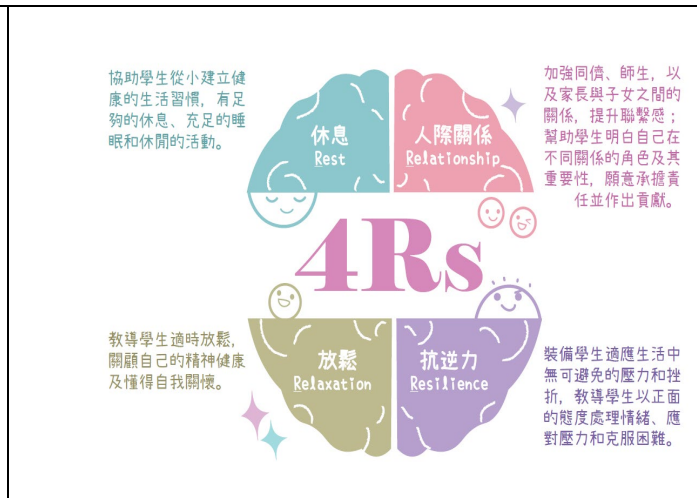 協助學生從小建立健
康的生活習慣，有足
夠的休息、充足的睡
眠和休閒的活動。
休息
Rest
人際關係
Relationship
加強同儕、師生，以
及家長與子女之間的
關係，提升聯繫感；
幫助學生明白自己在
不同關係的角色及其
重要性，願意承擔責
任並作出貢獻。
4Rs
教導學生適時放鬆，
關顧自己的精神健康
及懂得自我關懷。
放鬆
Relaxation
抗逆力
Resilience
裝備學生適應生活中
無可避免的壓力和挫
折，教導學生以正面
的態度處理情緒、應
對壓力和克服困難。